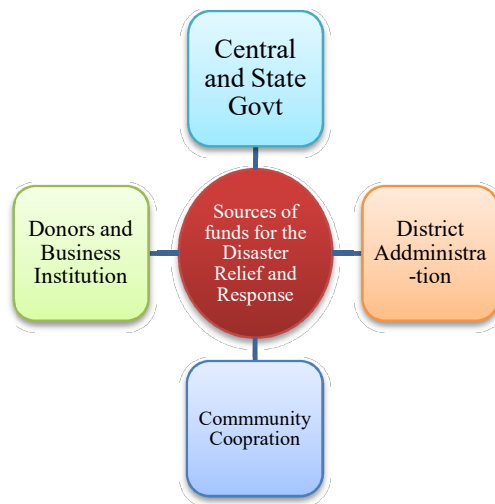 Central
and State
Govt
Donors and
Business
Institution
Sources of
funds for the
Disaster
Relief and
Response
District
Addministra
-tion
Commmunity
Coopration